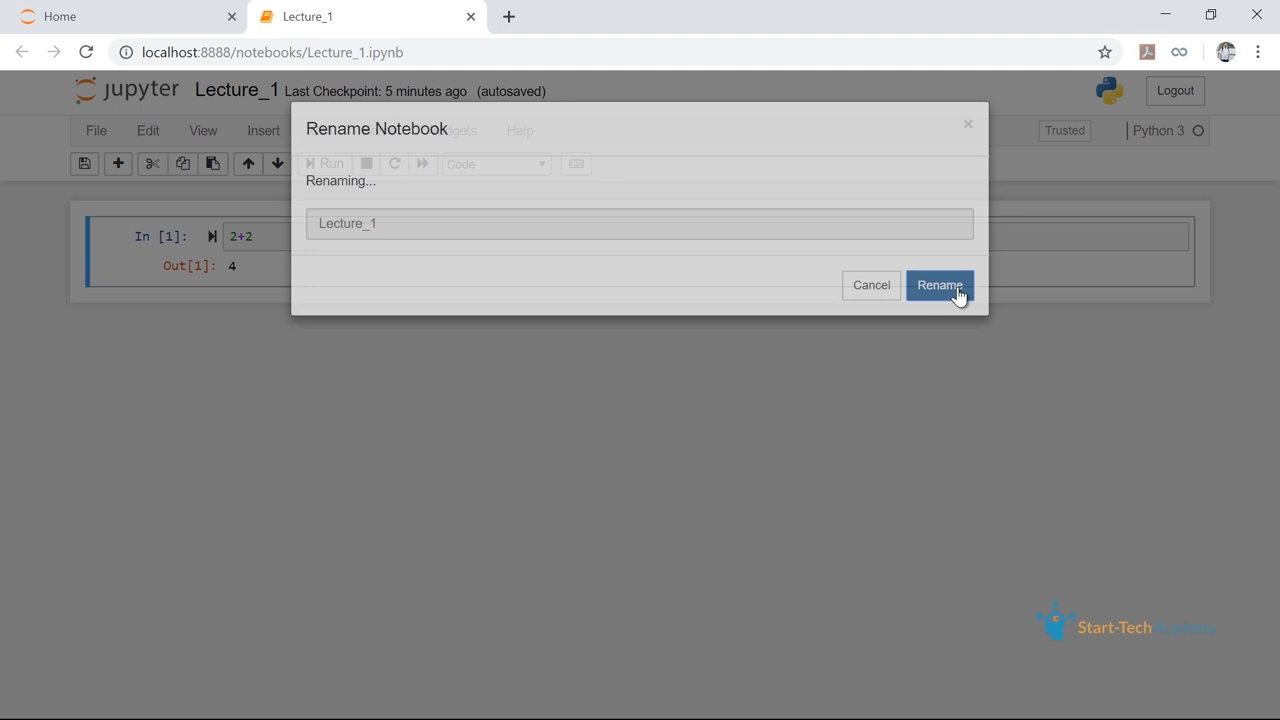 Home
Lecture_1
localhost:8888/notebooks/Lecture_1.ipynb
jupyter Lecture_1 Last Checkpoint: 5 minutes ago (autosaved)
Logout
File Edit View Insert Help
Trusted
Python 3
Rename Notebook
Run
Code
Renaming...
Lecture_1
In [1]: 2+2
Out[1]: 4
Cancel
Rename
Start-Tech Academy